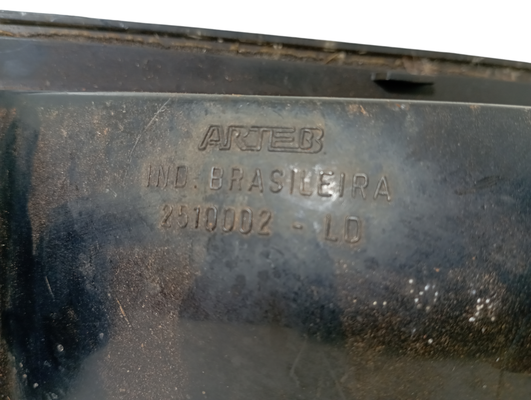 ARTEB
IND. BRASILEIRA
2510002 - LD